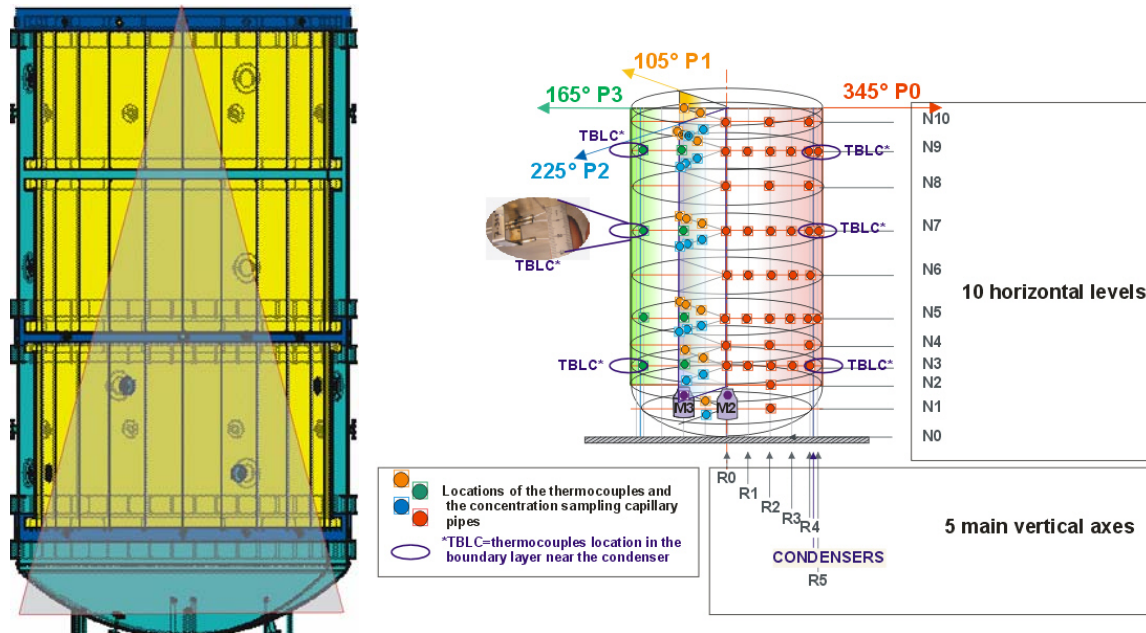 105° P1
165° P3
345° P0
TBLC*
225° P2
TBLC*
TBLC*
TBLC*
TBLC*
TBLC*
M3
M2
N10
N9
N8
N7
N6
N5
N4
N3
N2
N1
N0
10 horizontal levels
R0
R1
R2
R3
R4
CONDENSERS
R5
5 main vertical axes
Locations of the thermocouples and
the concentration sampling capillary
pipes
*TBLC=thermocouples location in the
boundary layer near the condenser